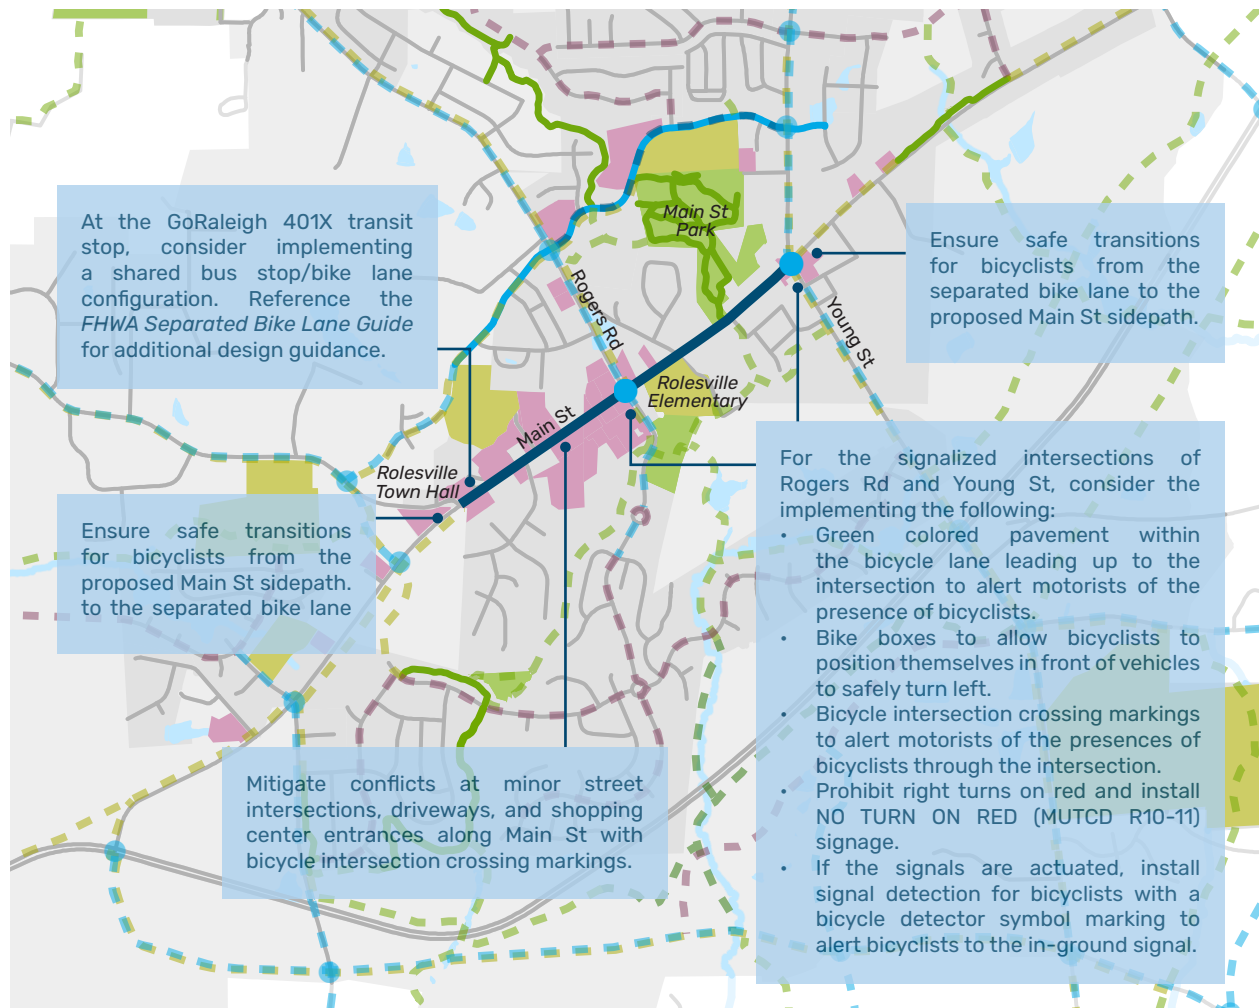 Main St
Park
At the GoRaleigh 401X transit
stop, consider implementing
a shared bus stop/bike lane
configuration. Reference the
FHWA Separated Bike Lane Guide
for additional design guidance.
Ensure safe transitions
for bicyclists from the
separated bike lane to the
proposed Main St sidepath.
Rogers Rd
Young St
Rolesville
Elementary
Main St
Rolesville
Town Hall
Ensure safe transitions
for bicyclists from the
proposed Main St sidepath.
to the separated bike lane
For the signalized intersections of
Rogers Rd and Young St, consider the
implementing the following:
• Green colored pavement within
the bicycle lane leading up to the
intersection to alert motorists of the
presence of bicyclists.
• Bike boxes to allow bicyclists to
position themselves in front of vehicles
to safely turn left.
• Bicycle intersection crossing markings
to alert motorists of the presences of
bicyclists through the intersection.
• Prohibit right turns on red and install
NO TURN ON RED (MUTCD R10-11)
signage.
• If the signals are actuated, install
signal detection for bicyclists with a
bicycle detector symbol marking to
alert bicyclists to the in-ground signal.
Mitigate conflicts at minor street
intersections, driveways, and shopping
center entrances along Main St with
bicycle intersection crossing markings.